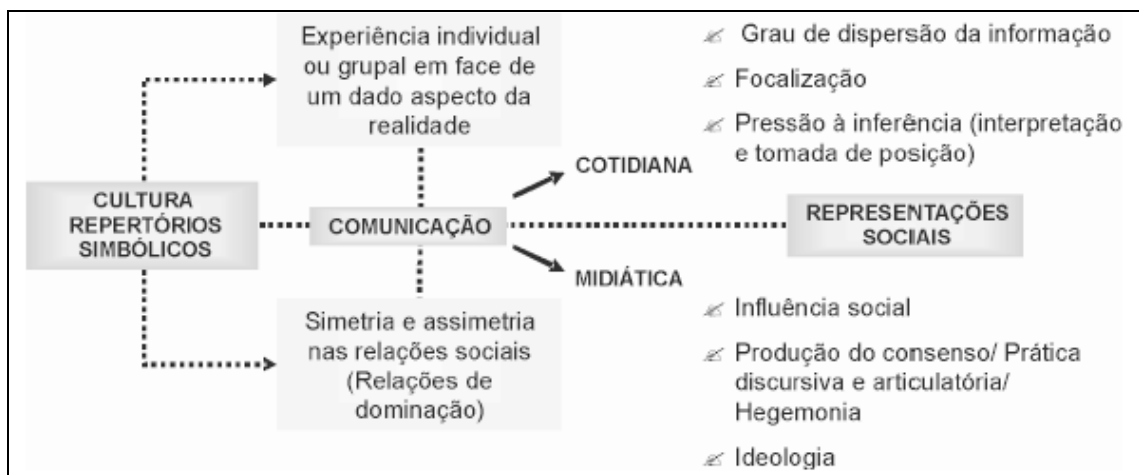 Experiência individual
ou grupal em face de
um dado aspecto da
realidade
Grau de dispersão da informação
Focalização
Pressão à inferência (interpretação
e tomada de posição)
COTIDIANA
CULTURA
REPERTÓRIOS
SIMBÓLICOS
COMUNICAÇÃO
REPRESENTAÇÕES
SOCIAIS
MIDIÁTICA
Simetria e assimetria
nas relações sociais
(Relações de
dominação)
Influência social
Produção do consenso/ Prática
discursiva e articulatória/
Hegemonia
Ideologia